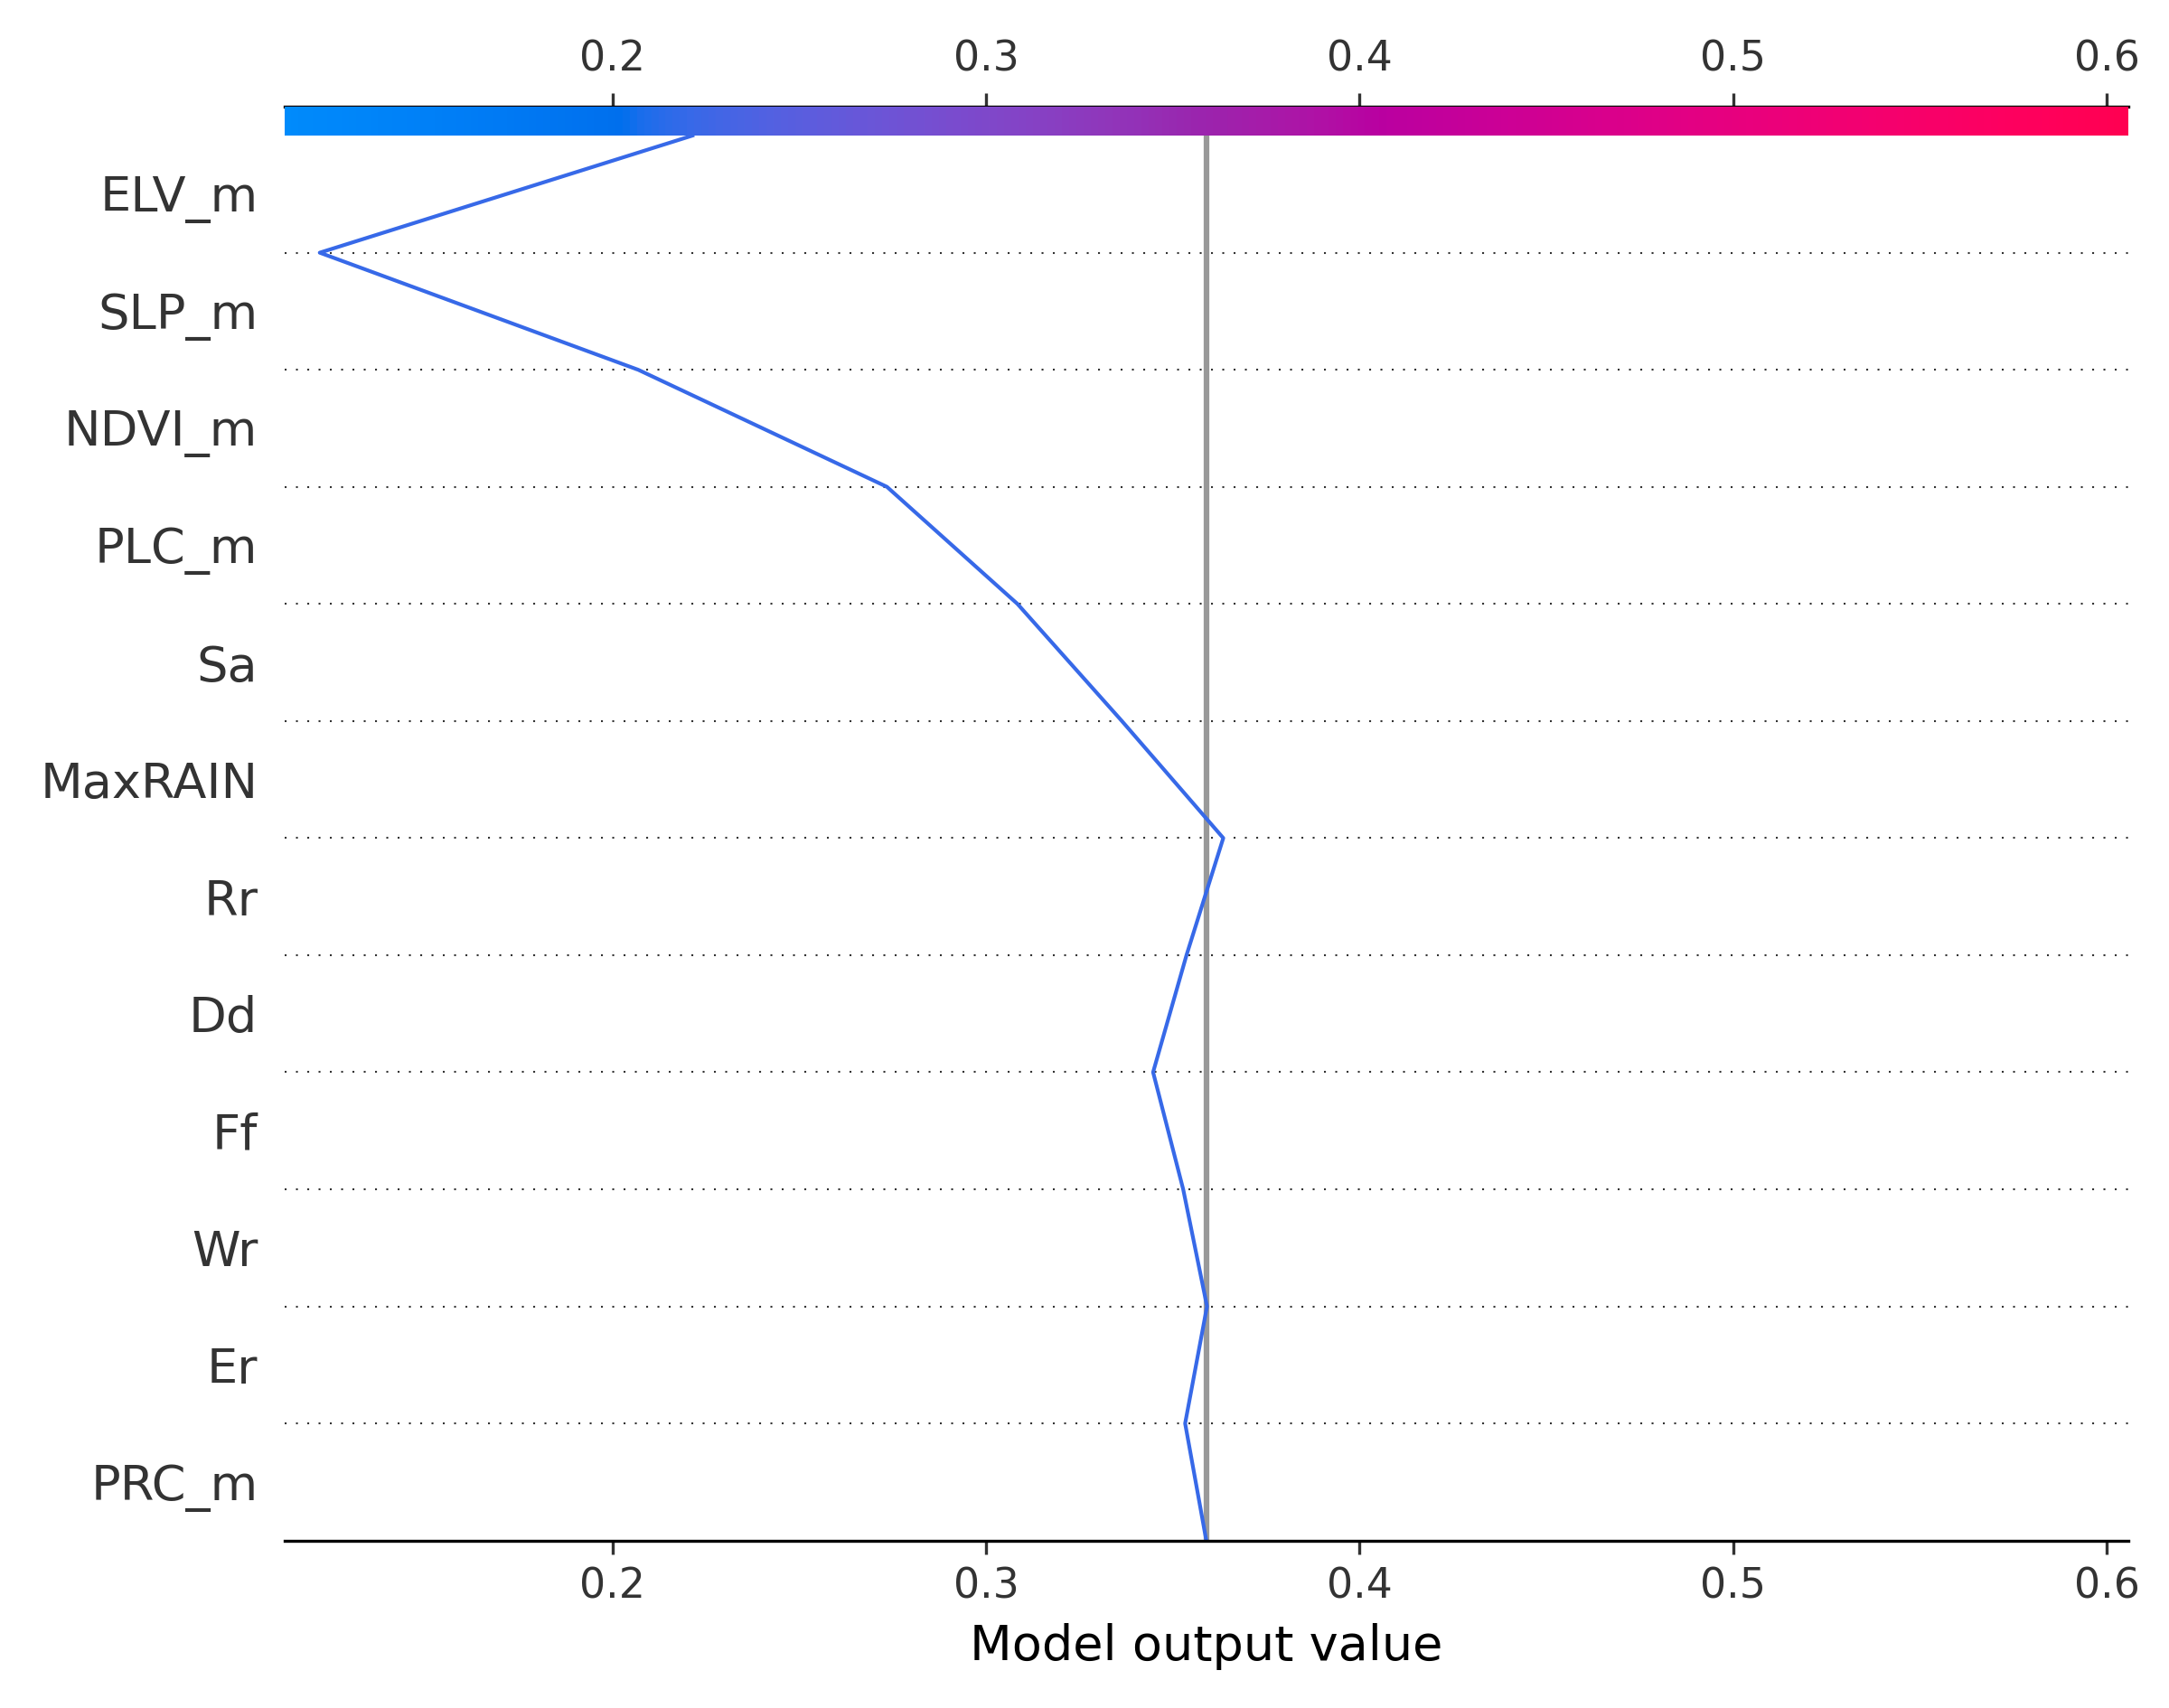 0.2 0.3 0.4 0.5 0.6
ELV_m
SLP_m
NDVI_m
PLC_m
Sa
MaxRAIN
Rr
Dd
Ff
Wr
Er
PRC_m
0.2 0.3 0.4 0.5 0.6
Model output value